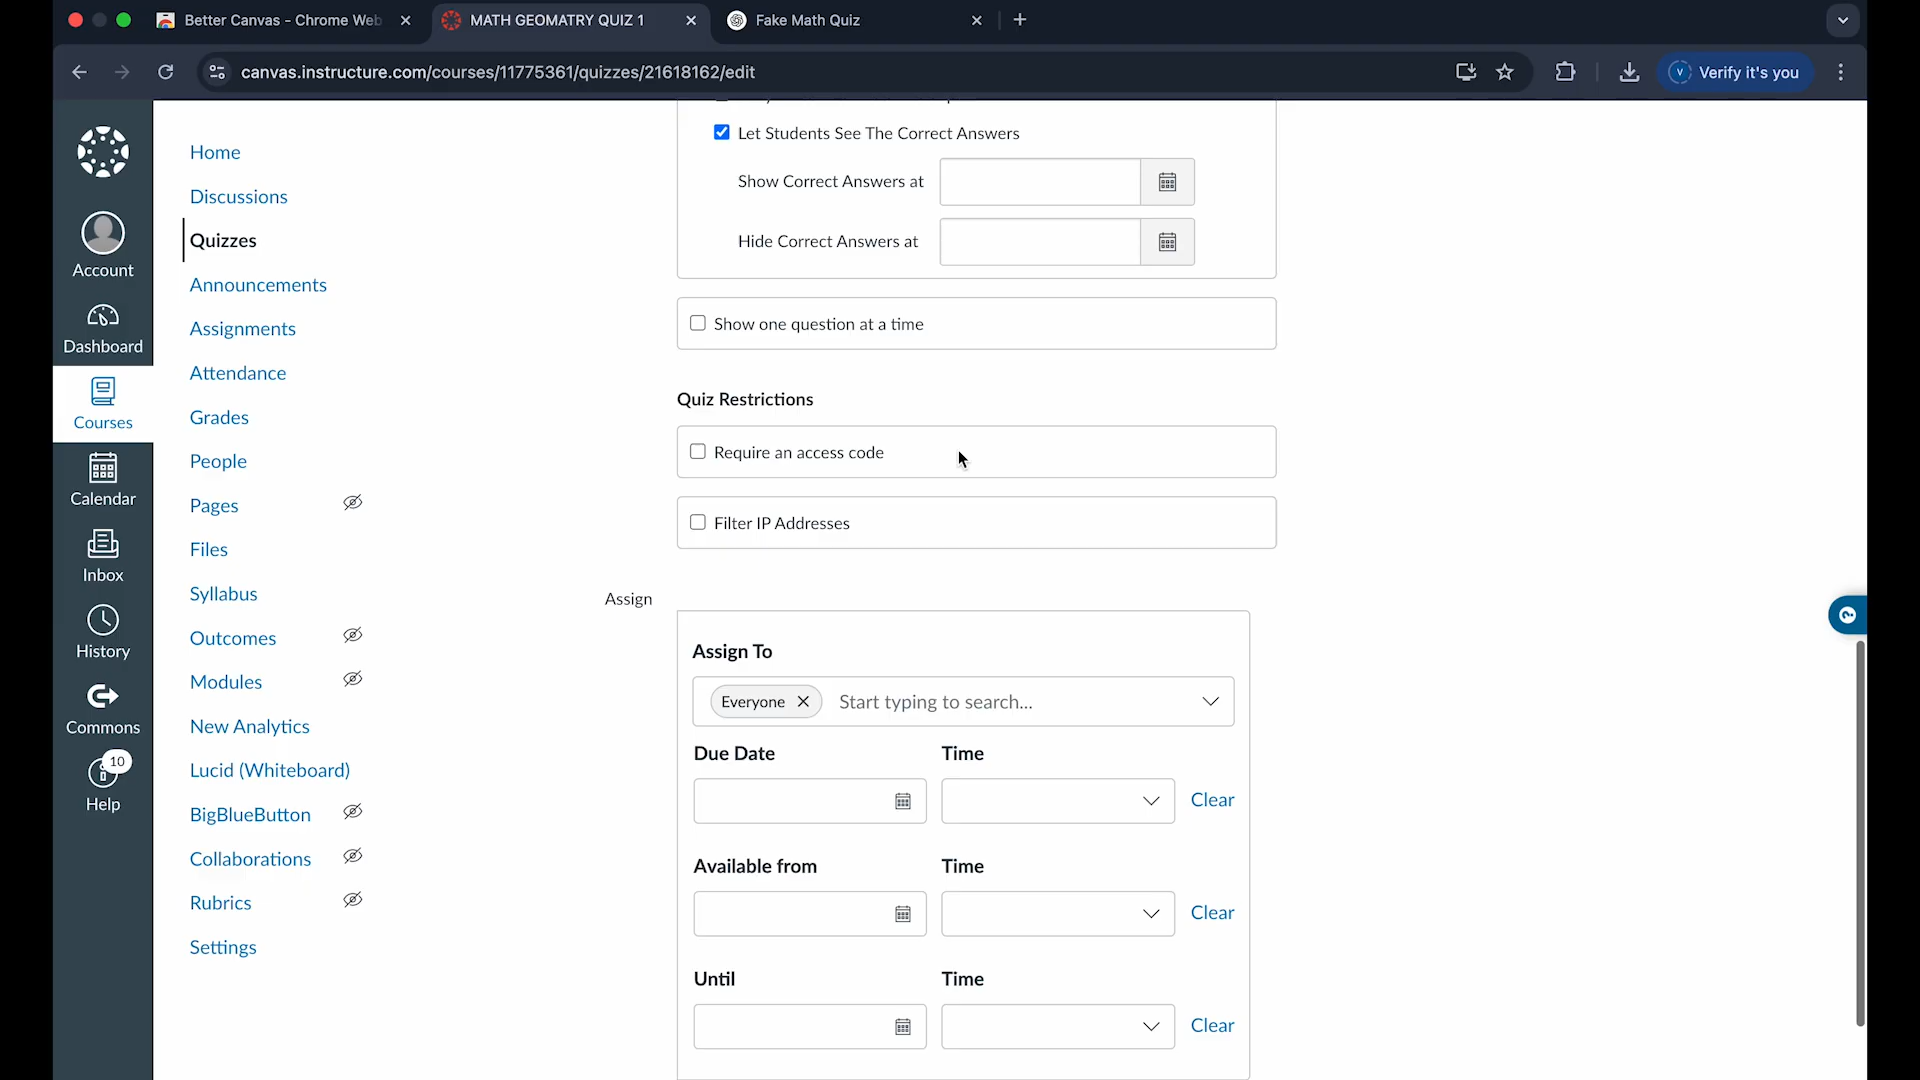 Better Canvas - Chrome Web
MATH GEOMATRY QUIZ 1
Fake Math Quiz
canvas.instructure.com/courses/11775361/quizzes/21618162/edit
V
Verify it's you
Account
Dashboard
Courses
Calendar
Inbox
History
Commons
10
Help
Home
Discussions
Quizzes
Announcements
Assignments
Attendance
Grades
People
Pages
Files
Syllabus
Outcomes
Modules
New Analytics
Lucid (Whiteboard)
BigBlueButton
Collaborations
Rubrics
Settings
Let Students See The Correct Answers
Show Correct Answers at
Hide Correct Answers at
Show one question at a time
Quiz Restrictions
Require an access code
Filter IP Addresses
Assign
Assign To
Everyone
Start typing to search...
Due Date
Time
Clear
Available from
Time
Clear
Until
Time
Clear